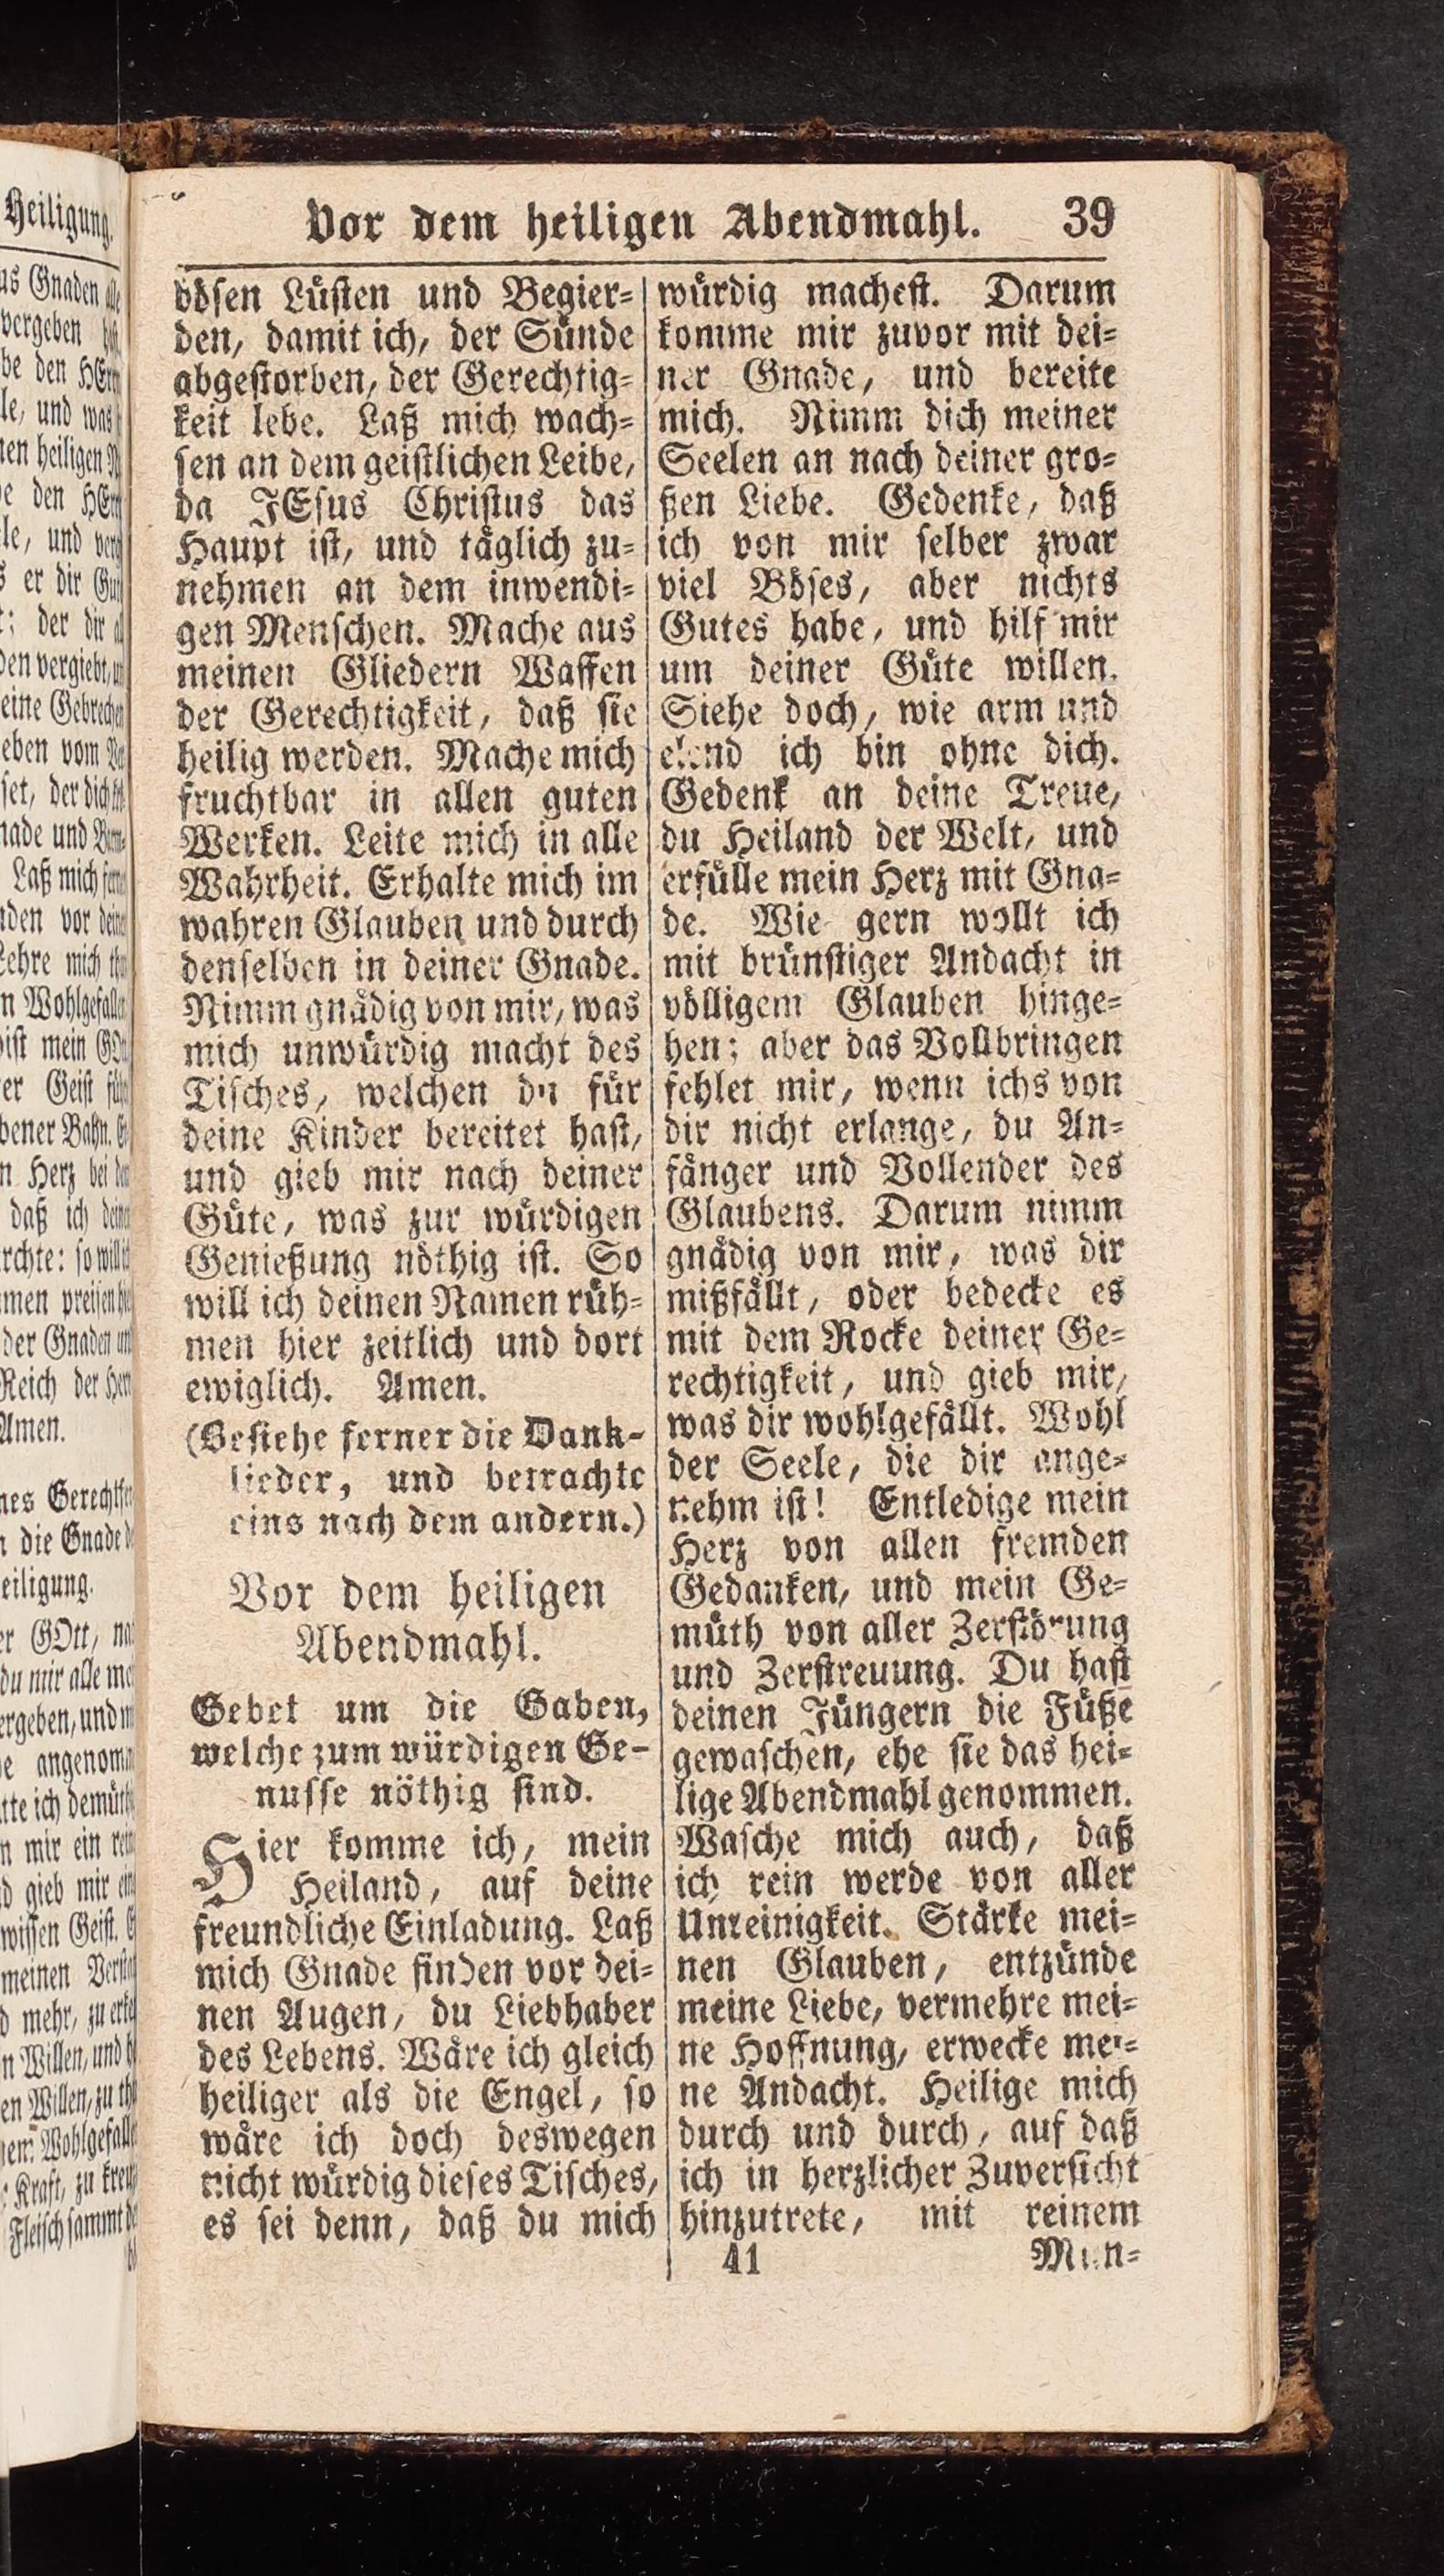 Vor dem heiligen Abendmahl. 39
bösen Lüsten und Begier=
den, damit ich, der Sünde
abgestorben, der Gerechtig=
keit lebe. Laß mich wach=
sen an dem geistlichen Leibe,
da JEsus Christus das
Haupt ist, und täglich zu=
nehmen an dem inwendi=
gen Menschen. Mache aus
meinen Gliedern Waffen
der Gerechtigkeit, daß sie
heilig werden. Mache mich
fruchtbar in allen guten
Werken. Leite mich in alle
Wahrheit. Erhalte mich im
wahren Glauben und durch
denselben in deiner Gnade.
Nimm gnädig von mir, was
mich unwürdig macht des
Tisches, welchen du für
deine Kinder bereitet hast,
und gieb mir nach deiner
Güte, was zur würdigen
Genießung nöthig ist. So
will ich deinen Namen rüh=
men hier zeitlich und dort
ewiglich. Amen.
(Besiehe ferner die Dank-
lieder, und betrachte
eins nach dem andern.)
Vor dem heiligen
Abendmahl.
Gebet um die Gaben,
welche zum würdigen Ge-
nusse nöthig sind.
Hier komme ich, mein
Heiland, auf deine
freundliche Einladung. Laß
mich Gnade finden vor dei=
nen Augen, du Liebhaber
des Lebens. Wäre ich gleich
heiliger als die Engel, so
wäre ich doch deswegen
nicht würdig dieses Tisches,
es sei denn, daß du mich
würdig machest. Darum
komme mir zuvor mit dei=
ner Gnade, und bereite
mich. Nimm dich meiner
Seelen an nach deiner gro=
ßen Liebe. Gedenke, daß
ich von mir selber zwar
viel Böses, aber nichts
Gutes habe, und hilf mir
um deiner Güte willen.
Siehe doch, wie arm und
elend ich bin ohne dich.
Gedenk an deine Treue,
du Heiland der Welt, und
erfülle mein Herz mit Gna=
de. Wie gern wollt ich
mit brünstiger Andacht in
völligem Glauben hinge=
hen; aber das Vollbringen
fehlet mir, wenn ichs von
dir nicht erlange, du An=
fänger und Vollender des
Glaubens. Darum nimm
gnädig von mir, was dir
mißfällt, oder bedecke es
mit dem Rocke deiner Ge=
rechtigkeit, und gieb mir,
was dir wohlgefällt. Wohl
der Seele, die dir ange=
nehm ist! Entledige mein
Herz von allen fremden
Gedanken, und mein Ge=
müth von aller Zerstörung
und Zerstreuung. Du hast
deinen Jüngern die Füße
gewaschen, ehe sie das hei=
lige Abendmahl genommen.
Wasche mich auch, daß
ich rein werde von aller
Unreinigkeit. Stärke mei=
nen Glauben, entzünde
meine Liebe, vermehre mei=
ne Hoffnung, erwecke mei=
ne Andacht. Heilige mich
durch und durch, auf daß
ich in herzlicher Zuversicht
hinzutrete, mit reinem
41 Mun=